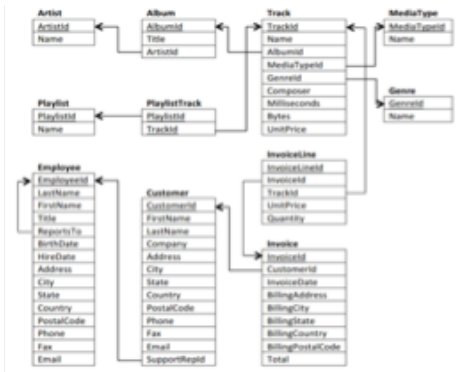 Artist
ArtistId
Name
Album
AlbumId
Title
ArtistId
Track
TrackId
Name
AlbumId
MediaTypeId
GenreId
Composer
Milliseconds
Bytes
UnitPrice
MediaType
MediaTypeId
Name
Genre
GenreId
Name
Playlist
PlaylistId
Name
PlaylistTrack
PlaylistId
TrackId
InvoiceLine
InvoiceLineId
InvoiceId
TrackId
UnitPrice
Quantity
Employee
EmployeeId
LastName
FirstName
Title
ReportsTo
BirthDate
HireDate
Address
City
State
Country
PostalCode
Phone
Fax
Email
Customer
CustomerId
FirstName
LastName
Company
Address
City
State
Country
PostalCode
Phone
Fax
Email
SupportRepId
Invoice
InvoiceId
CustomerId
InvoiceDate
BillingAddress
BillingCity
BillingState
BillingCountry
BillingPostalCode
Total